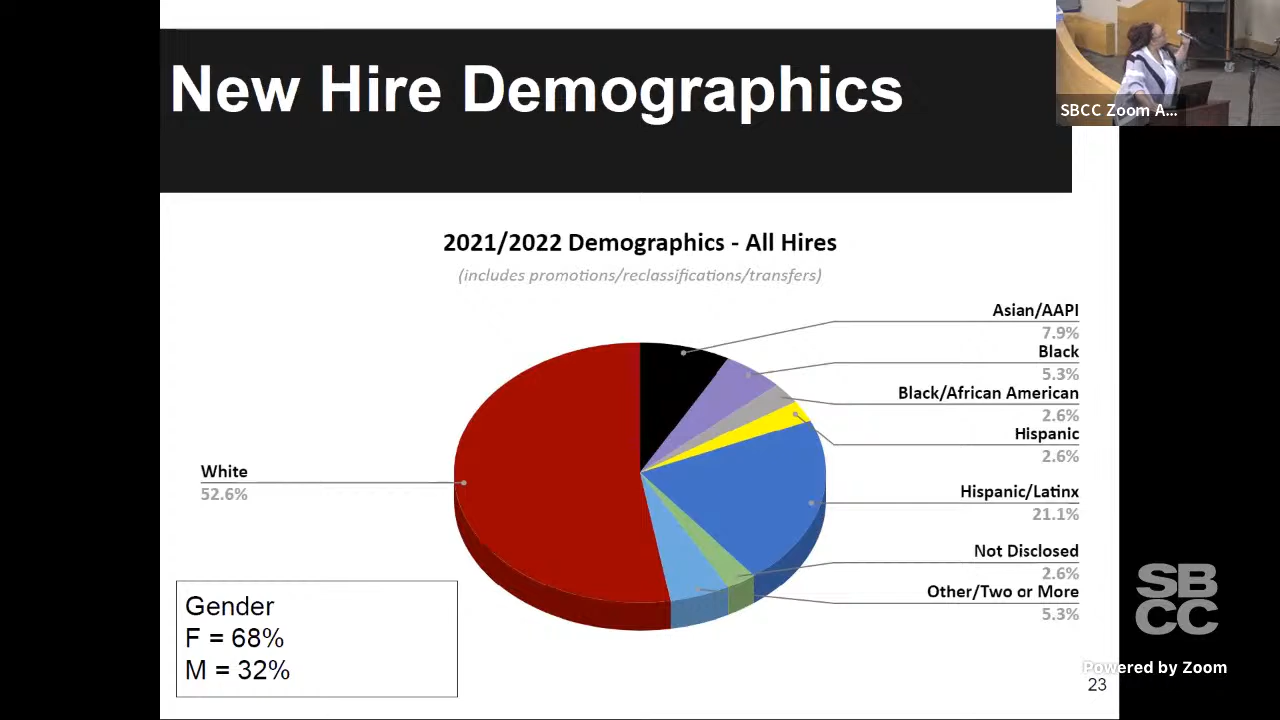 New Hire Demographics
SBCC Zoom A...
2021/2022 Demographics - All Hires
(includes promotions/reclassifications/transfers)
Asian/AAPI
7.9%
Black
5.3%
Black/African American
2.6%
Hispanic
2.6%
White
52.6%
Hispanic/Latinx
21.1%
Not Disclosed
2.6%
Other/Two or More
5.3%
Gender
F = 68%
M = 32%
SB
CC
Powered by Zoom
23